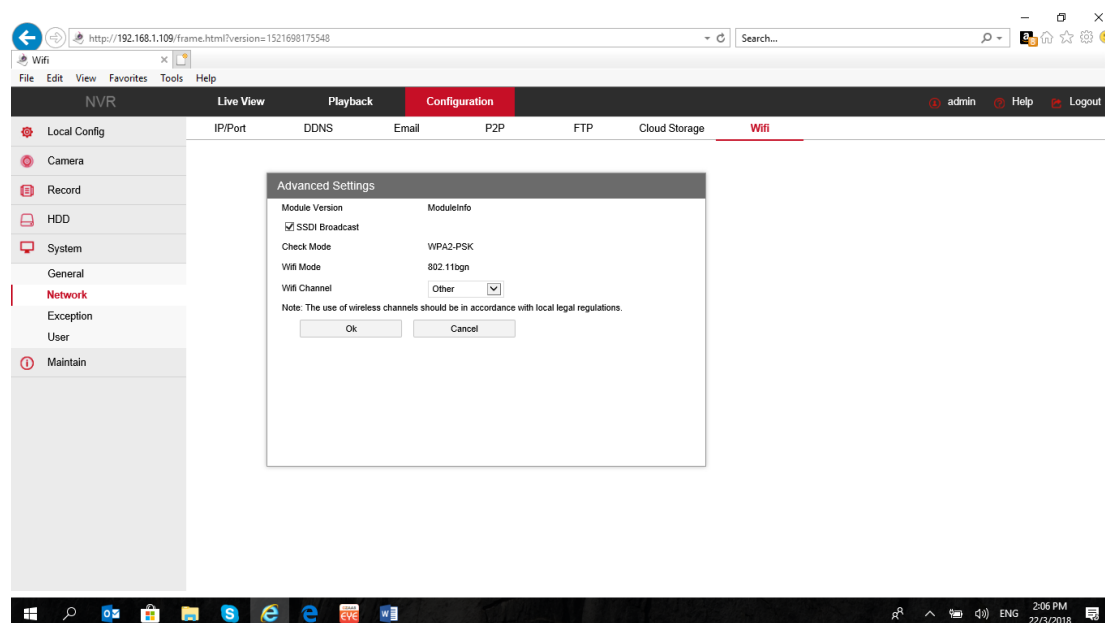 http://192.168.1.109/frame.html?version=1521698175548
Search...
Wifi
File Edit View Favorites Tools Help
NVR Live View Playback Configuration admin Help Logout
Local Config IP/Port DDNS Email P2P FTP Cloud Storage Wifi
Camera
Record
HDD
System
General
Network
Exception
User
Maintain
Advanced Settings
Module Version ModuleInfo
SSDI Broadcast
Check Mode WPA2-PSK
Wifi Mode 802.11bgn
Wifi Channel Other
Note: The use of wireless channels should be in accordance with local legal regulations.
Ok Cancel
ENG
2:06 PM
22/3/2018